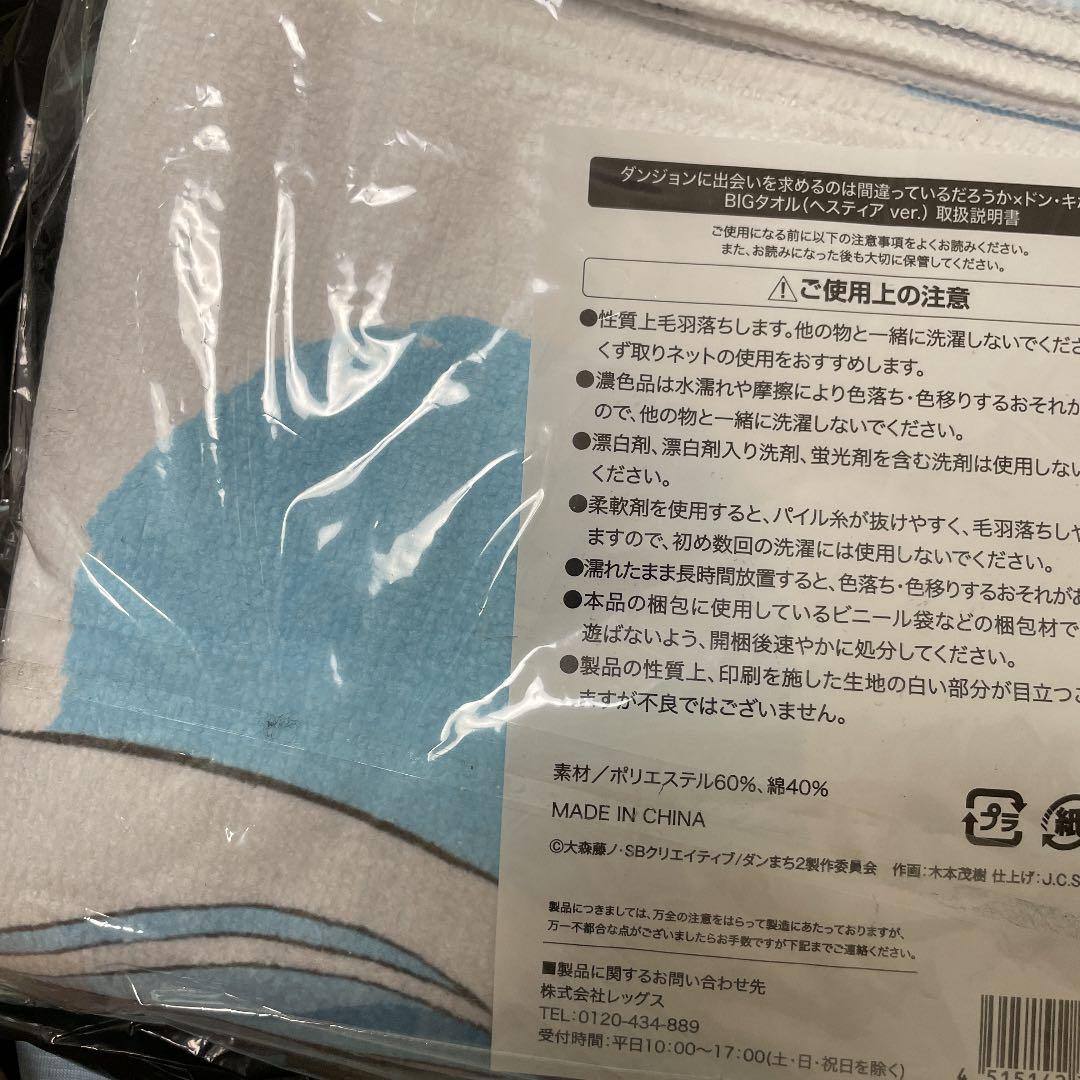 ダンジョンに出会いを求めるのは間違っているだろうか×ドン・キホ
BIGタオル（ヘスティア ver.） 取扱説明書
ご使用になる前に以下の注意事項をよくお読みください。
また、お読みになった後も大切に保管してください。
⚠ご使用上の注意
●性質上毛羽落ちします。他の物と一緒に洗濯しないでくださ
くず取りネットの使用をおすすめします。
●濃色品は水濡れや摩擦により色落ち・色移りするおそれが
ので、他の物と一緒に洗濯しないでください。
●漂白剤、漂白剤入り洗剤、蛍光剤を含む洗剤は使用しない
ください。
●柔軟剤を使用すると、パイル糸が抜けやすく、毛羽落ちしや
ますので、初め数回の洗濯には使用しないでください。
●濡れたまま長時間放置すると、色落ち・色移りするおそれがあ
●本品の梱包に使用しているビニール袋などの梱包材で
遊ばないよう、開梱後速やかに処分してください。
●製品の性質上、印刷を施した生地の白い部分が目立つこ
ますが不良ではございません。
素材／ポリエステル60%、綿40%
MADE IN CHINA
プラ
紙
©大森藤ノ・SBクリエイティブ/ダンまち2製作委員会 作画：木本茂樹 仕上げ：J.C.S
製品につきましては、万全の注意をはらって製造にあたっておりますが、
万一不都合な点がございましたらお手数ですが下記までご連絡ください。
■製品に関するお問い合わせ先
株式会社レッグス
TEL：0120-434-889
受付時間：平日10：00～17：00（土・日・祝日を除く）
4 515142